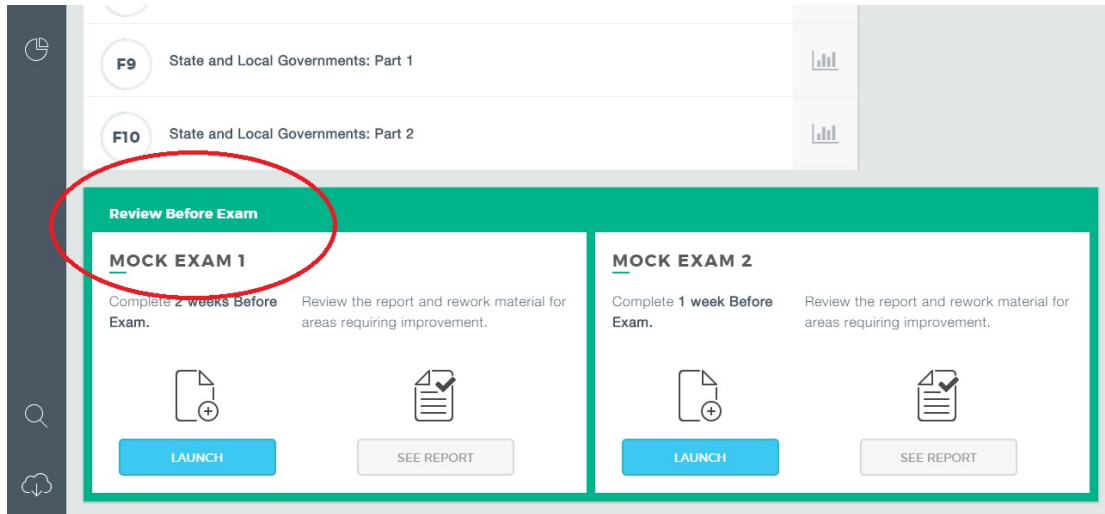 F9 State and Local Governments: Part 1
F10 State and Local Governments: Part 2
Review Before Exam
MOCK EXAM 1
Complete 2 weeks Before
Exam.
Review the report and rework material for
areas requiring improvement.
LAUNCH
SEE REPORT
MOCK EXAM 2
Complete 1 week Before
Exam.
Review the report and rework material for
areas requiring improvement.
LAUNCH
SEE REPORT